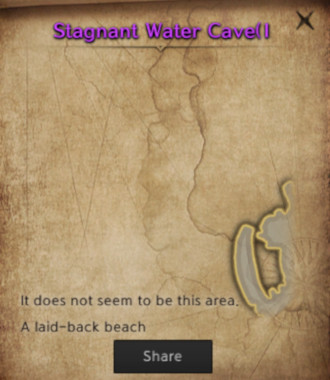 Stagnant Water Cave(1
It does not seem to be this area.
A laid-back beach
Share